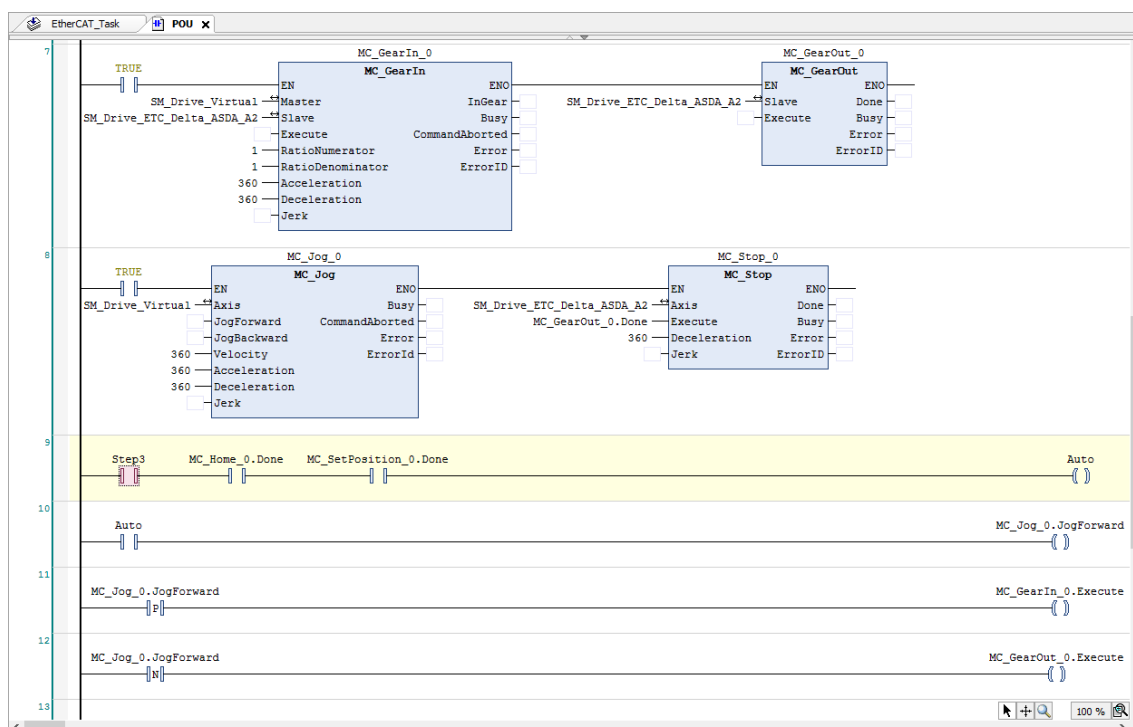 EtherCAT_Task POU x
7
MC_GearIn_0 MC_GearOut_0
TRUE MC_GearIn MC_GearOut
EN ENO EN ENO
SM_Drive_Virtual Master InGear SM_Drive_ETC_Delta_ASDA_A2 Slave Done
SM_Drive_ETC_Delta_ASDA_A2 Slave Busy Execute Busy
Execute CommandAborted Error
1 RatioNumerator Error ErrorID
1 RatioDenominator ErrorID
360 Acceleration
360 Deceleration
Jerk
8
MC_Jog_0 MC_Stop_0
TRUE MC_Jog MC_Stop
EN ENO EN ENO
SM_Drive_Virtual Axis Busy SM_Drive_ETC_Delta_ASDA_A2 Axis Done
JogForward CommandAborted MC_GearOut_0.Done Execute Busy
JogBackward Error 360 Deceleration Error
360 Velocity ErrorId Jerk ErrorID
360 Acceleration
360 Deceleration
Jerk
9
Step3 MC_Home_0.Done MC_SetPosition_0.Done Auto
10
Auto MC_Jog_0.JogForward
11
MC_Jog_0.JogForward MC_GearIn_0.Execute
P
12
MC_Jog_0.JogForward MC_GearOut_0.Execute
N
13
100 %